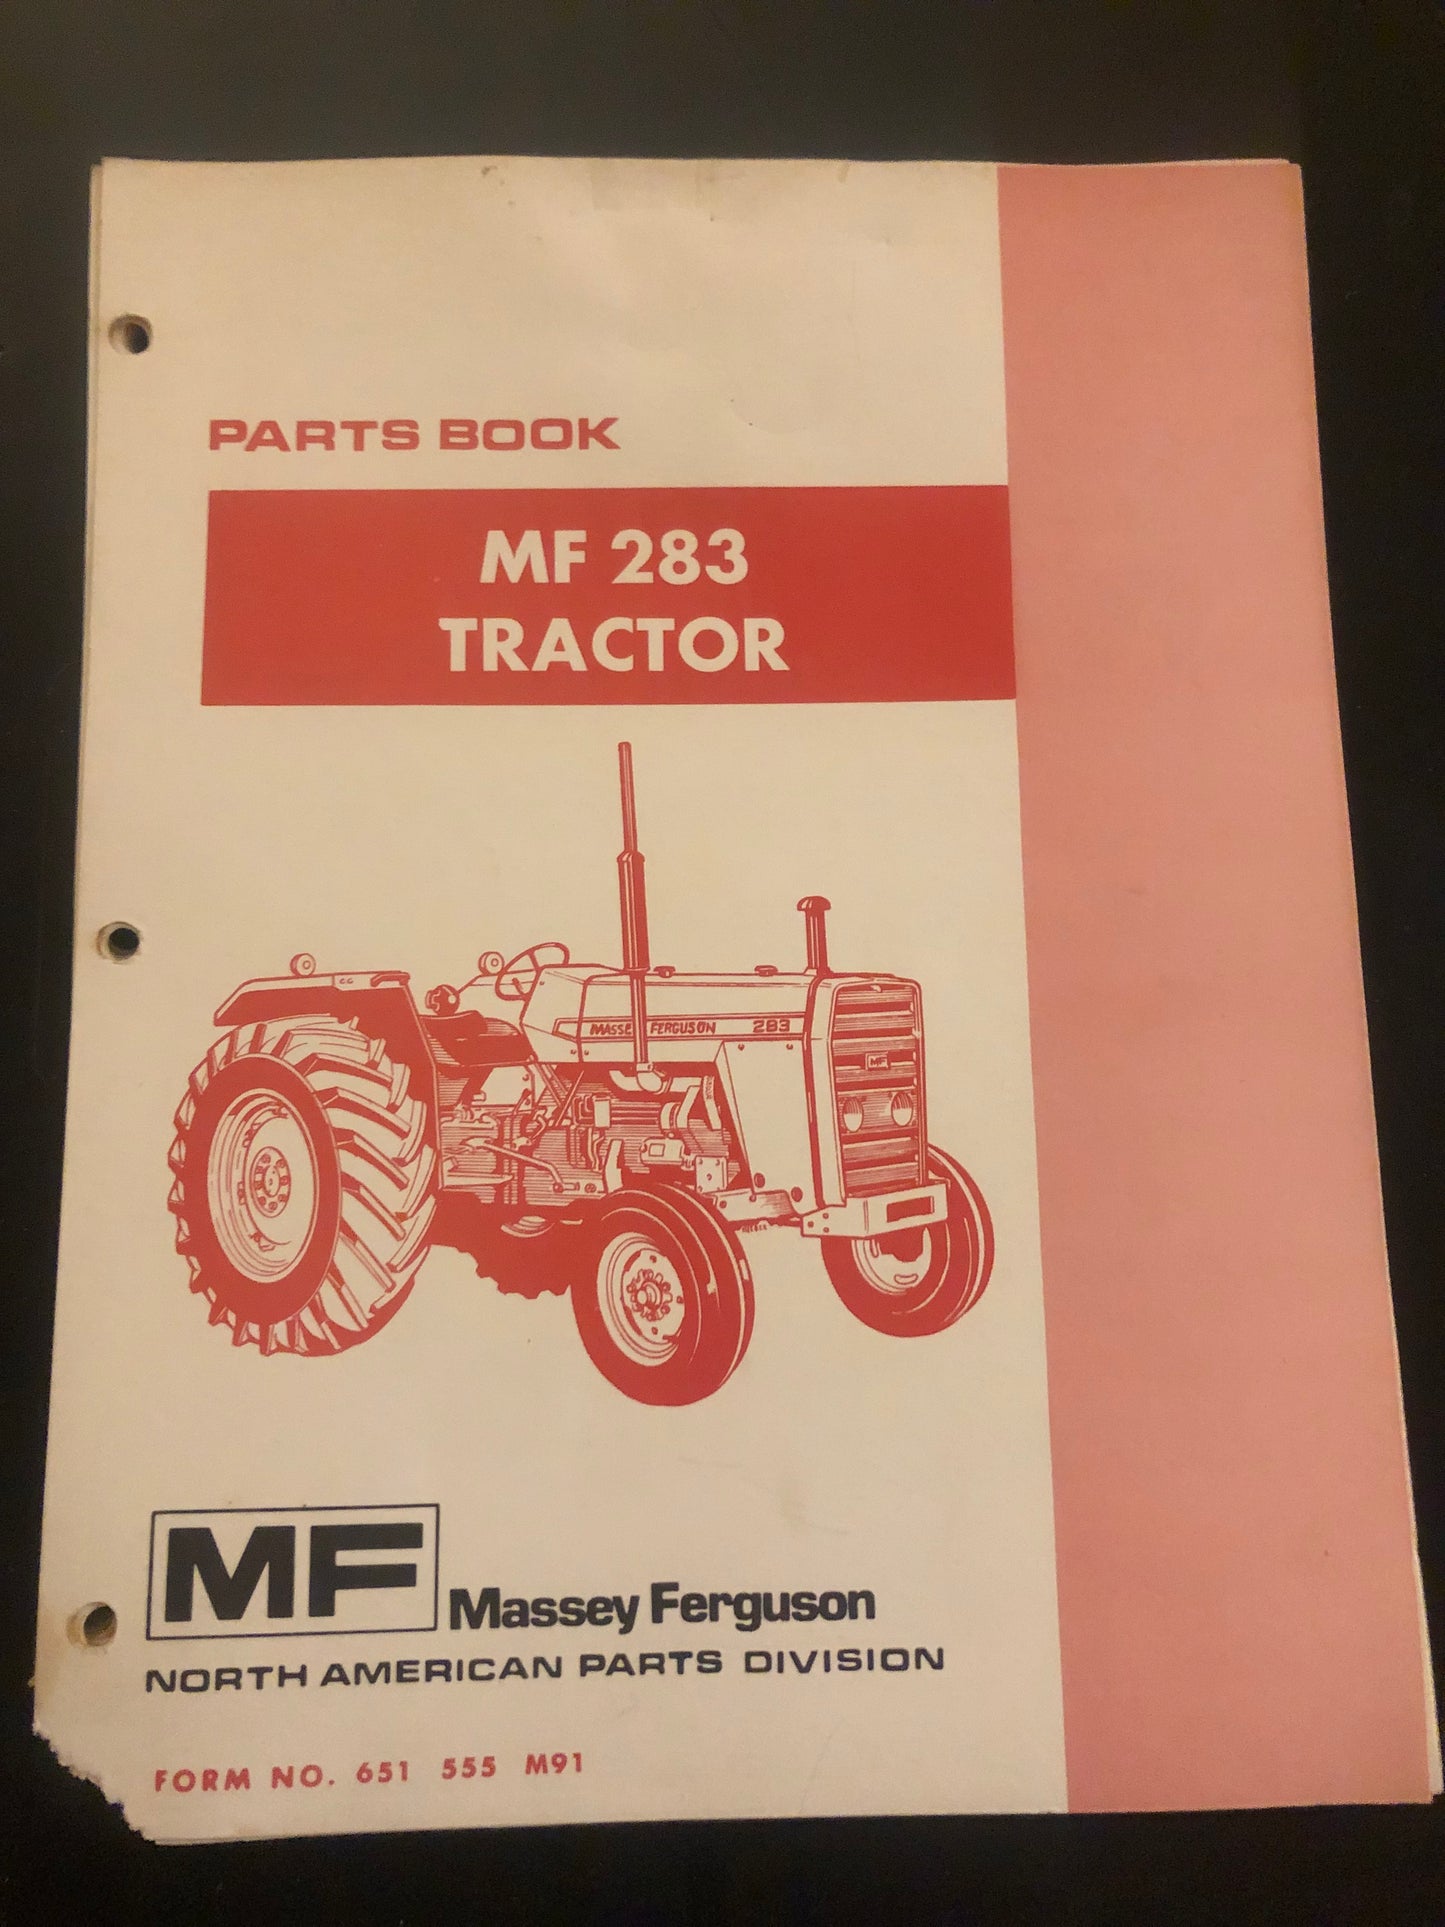 PARTS BOOK
MF 283
TRACTOR
MASSEY FERGUSON 283
MF
MF Massey Ferguson
NORTH AMERICAN PARTS DIVISION
FORM NO. 651 555 M91